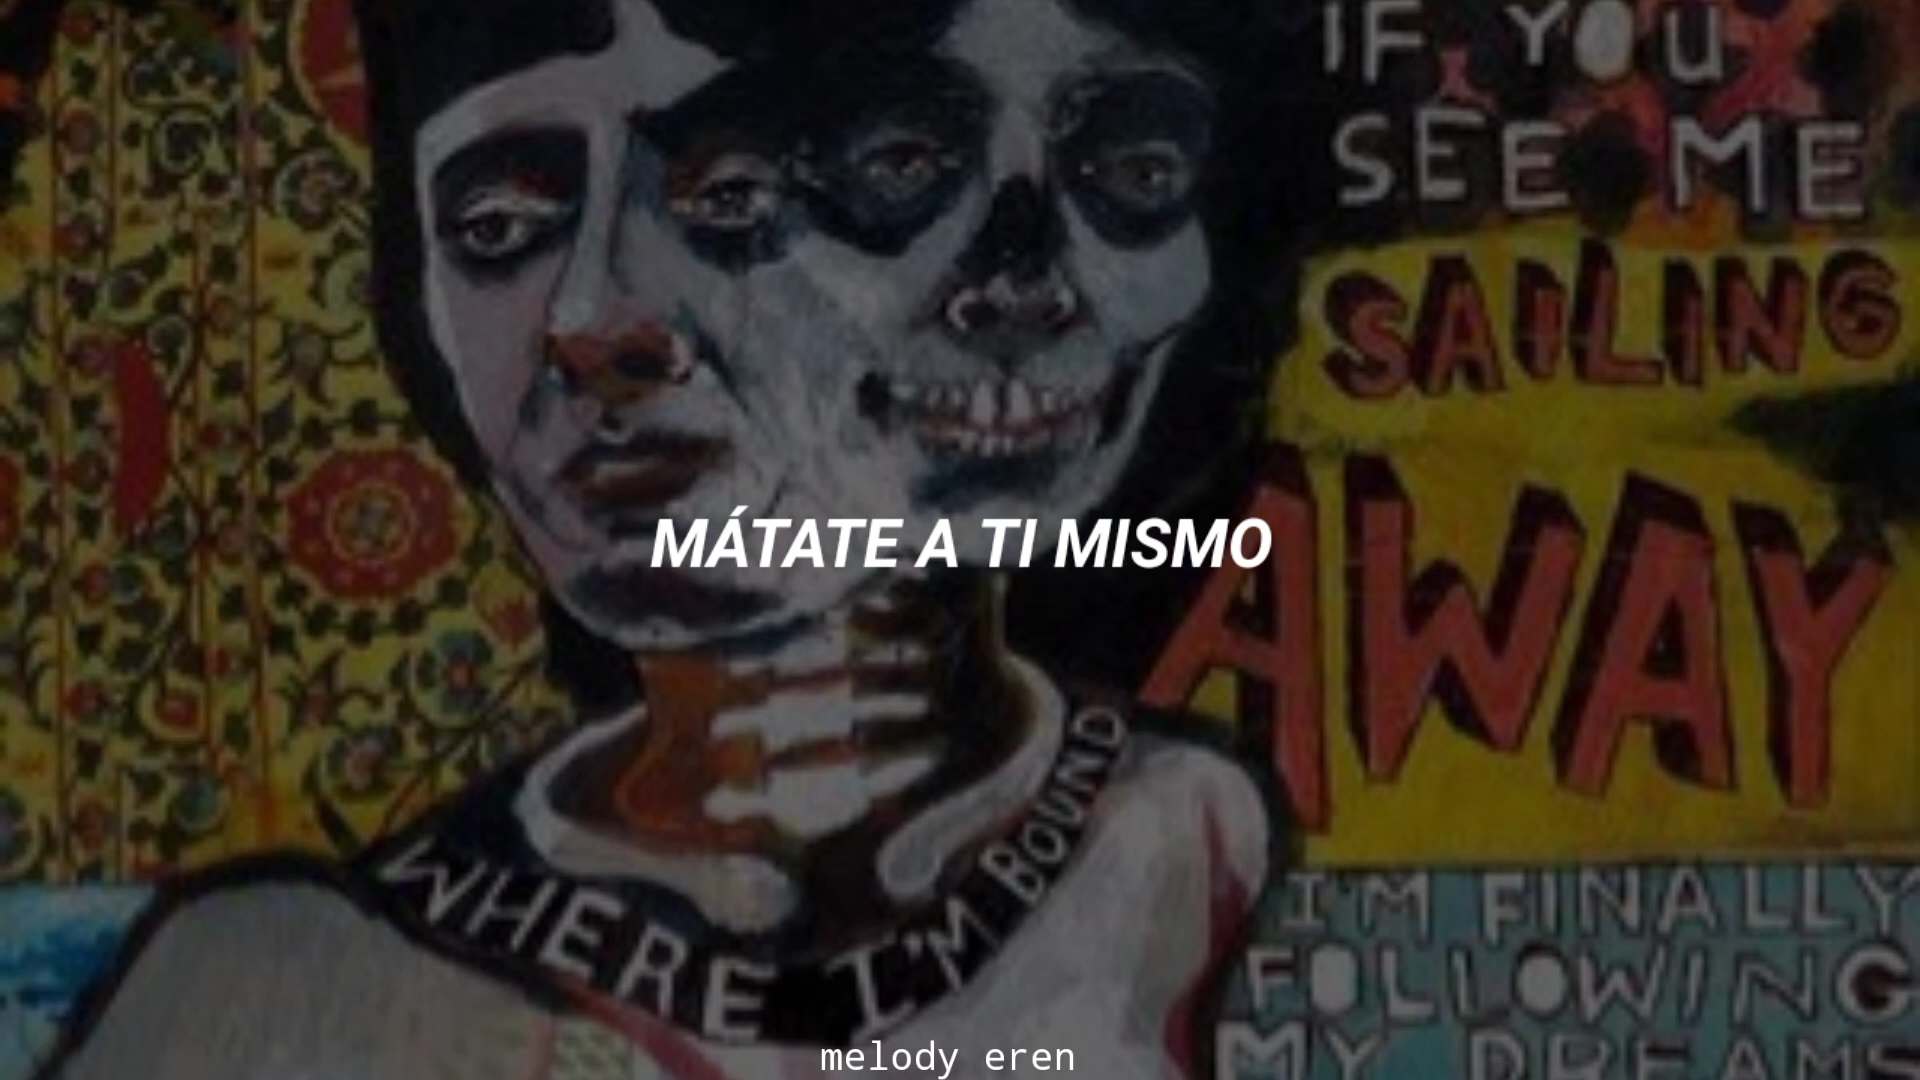 IF YOU
SEE ME
SAILING
AWAY
MÁTATE A TI MISMO
WHERE I'M BOUND
I'M FINALLY
FOLLOWING
MY DREAMS
melody eren